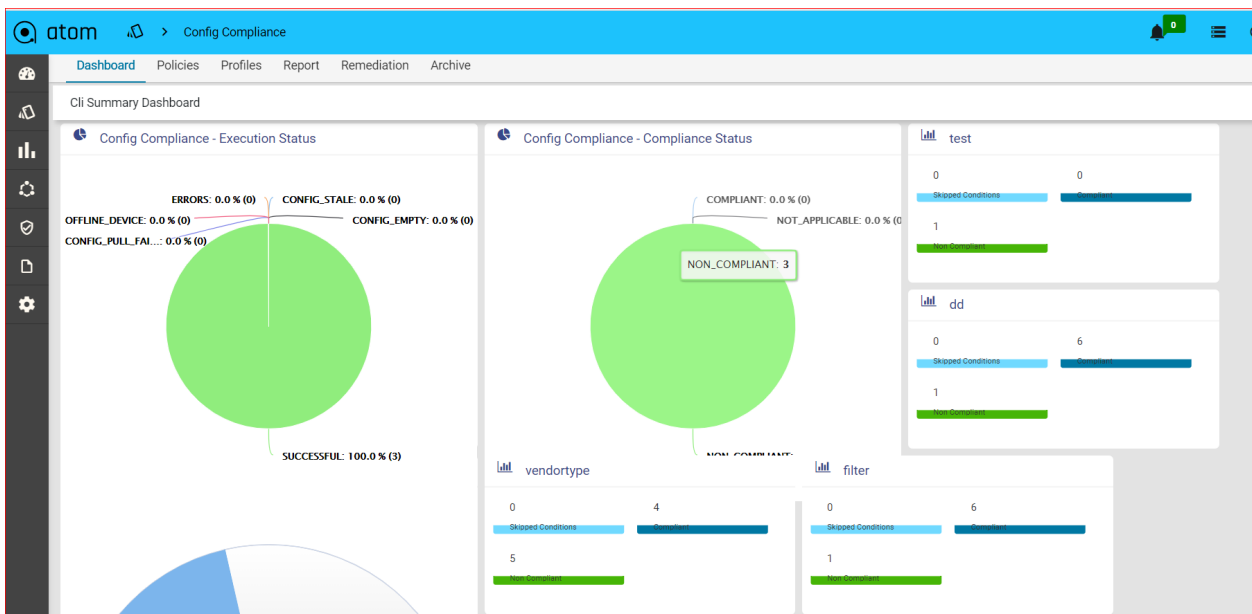 atom > Config Compliance 0
Dashboard Policies Profiles Report Remediation Archive
Cli Summary Dashboard
Config Compliance - Execution Status
ERRORS: 0.0 % (0) CONFIG_STALE: 0.0 % (0)
OFFLINE_DEVICE: 0.0 % (0) CONFIG_EMPTY: 0.0 % (0)
CONFIG_PULL_FAI...: 0.0 % (0)
SUCCESSFUL: 100.0 % (3)
Config Compliance - Compliance Status
COMPLIANT: 0.0 % (0)
NOT_APPLICABLE: 0.0 % (0
NON_COMPLIANT: 3
NON_COMPLIANT:
test
0 0
Skipped Conditions Compliant
1
Non Compliant
dd
0 6
Skipped Conditions Compliant
1
Non Compliant
vendortype
0 4
Skipped Conditions Compliant
5
Non Compliant
filter
0 6
Skipped Conditions Compliant
1
Non Compliant